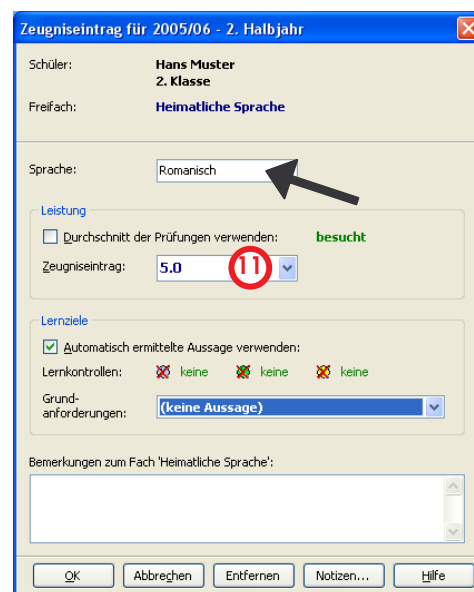 Zeugniseintrag für 2005/06 - 2. Halbjahr
Schüler: Hans Muster
2. Klasse
Freifach: Heimatliche Sprache
Sprache: Romanisch
Leistung
Durchschnitt der Prüfungen verwenden: besucht
Zeugniseintrag: 5.0 11
Lernziele
Automatisch ermittelte Aussage verwenden:
Lernkontrollen: keine keine keine
Grund-
anforderungen: (keine Aussage)
Bemerkungen zum Fach 'Heimatliche Sprache':
OK Abbrechen Entfernen Notizen... Hilfe